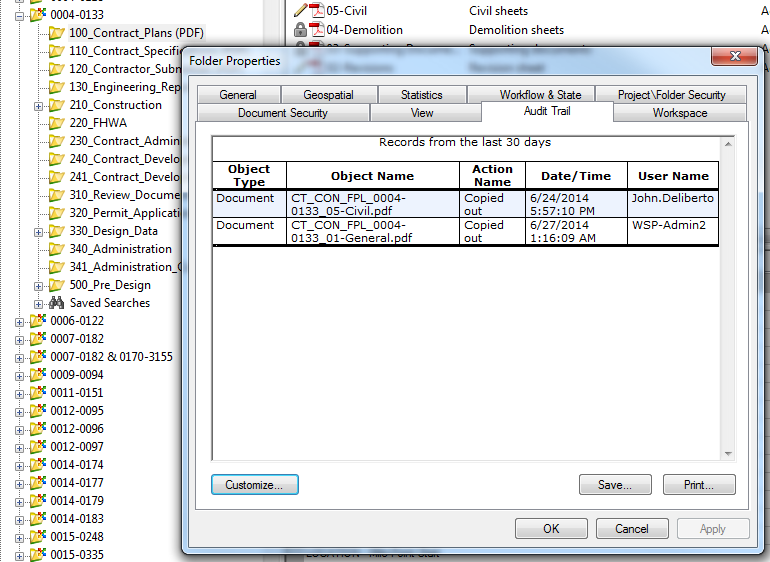 0004-0133
100_Contract_Plans (PDF)
110_Contract_Specific
120_Contractor_Subm
130_Engineering_Rep
210_Construction
220_FHWA
230_Contract_Admin
240_Contract_Develo
241_Contract_Develo
310_Review_Docume
320_Permit_Applicati
330_Design_Data
340_Administration
341_Administration_C
500_Pre_Design
Saved Searches
0006-0122
0007-0182
0007-0182 & 0170-3155
0009-0094
0011-0151
0012-0095
0012-0096
0012-0097
0014-0174
0014-0177
0014-0179
0014-0183
0015-0248
0015-0335
05-Civil Civil sheets A
04-Demolition Demolition sheets A
Folder Properties
General Geospatial Statistics Workflow & State Project\Folder Security
Document Security View Audit Trail Workspace
Records from the last 30 days
Object Type Object Name Action Name Date/Time User Name
Document CT_CON_FPL_0004- Copied 6/24/2014 John.Deliberto
0133_05-Civil.pdf out 5:57:10 PM
Document CT_CON_FPL_0004- Copied 6/27/2014 WSP-Admin2
0133_01-General.pdf out 1:16:09 AM
Customize... Save... Print...
OK Cancel Apply